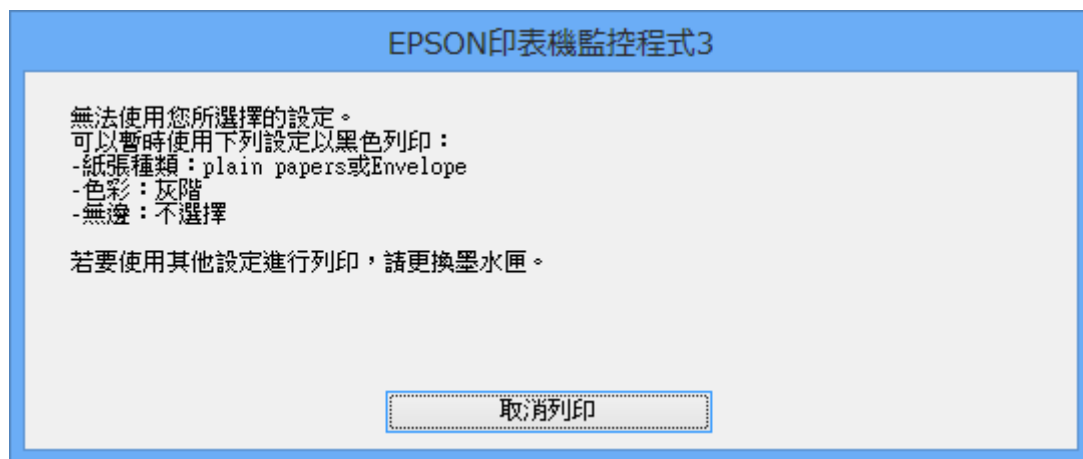 EPSON印表機監控程式3
無法使用您所選擇的設定。
可以暫時使用下列設定以黑色列印：
-紙張種類：plain papers或Envelope
-色彩：灰階
-無邊：不選擇
若要使用其他設定進行列印，請更換墨水匣。
取消列印